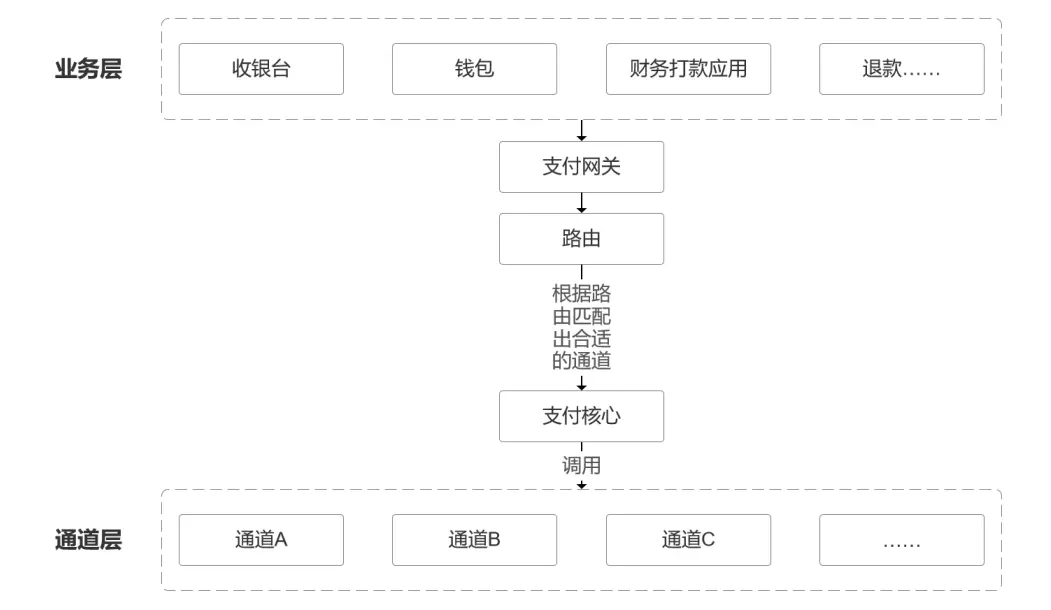 业务层
收银台
钱包
财务打款应用
退款……
支付网关
路由
根据路
由匹配
出合适
的通道
支付核心
调用
通道层
通道A
通道B
通道C
……